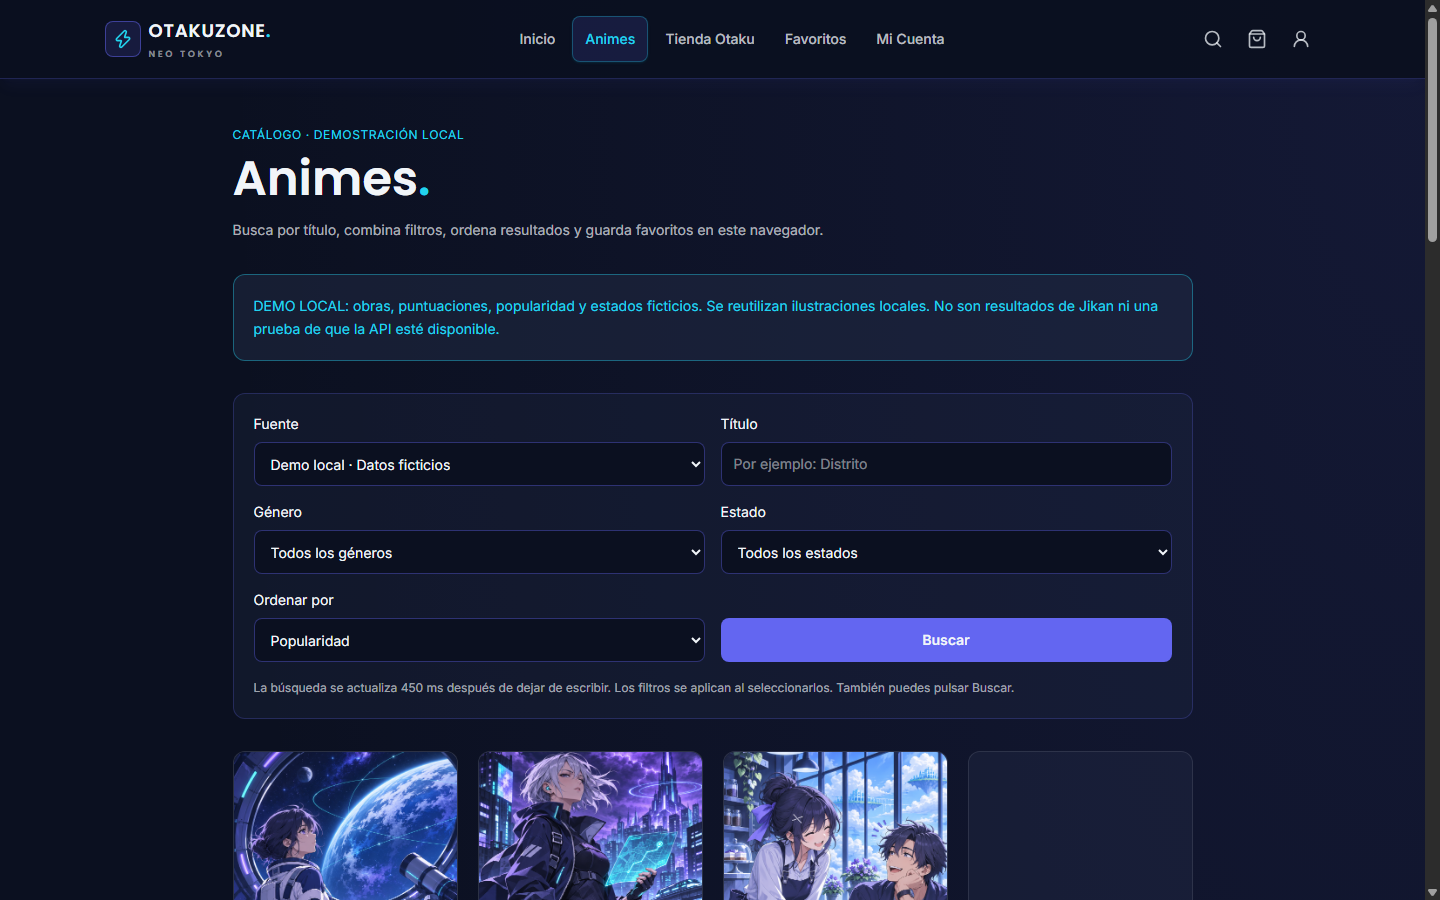 OTAKUZONE.
NEO TOKYO
Inicio
Animes
Tienda Otaku
Favoritos
Mi Cuenta
CATÁLOGO · DEMOSTRACIÓN LOCAL
Animes.
Busca por título, combina filtros, ordena resultados y guarda favoritos en este navegador.
DEMO LOCAL: obras, puntuaciones, popularidad y estados ficticios. Se reutilizan ilustraciones locales. No son resultados de Jikan ni una
prueba de que la API esté disponible.
Fuente
Título
Demo local · Datos ficticios
Por ejemplo: Distrito
Género
Estado
Todos los géneros
Todos los estados
Ordenar por
Popularidad
Buscar
La búsqueda se actualiza 450 ms después de dejar de escribir. Los filtros se aplican al seleccionarlos. También puedes pulsar Buscar.